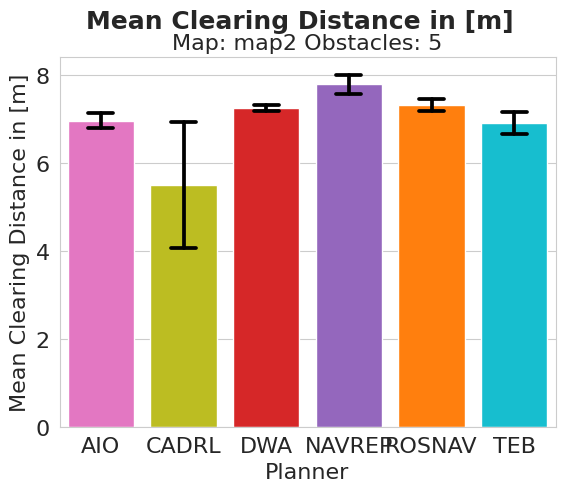 Mean Clearing Distance in [m]
Map: map2 Obstacles: 5
Mean Clearing Distance in [m]
8
6
4
2
0
AIO CADRL DWA NAVREP ROSNAV TEB
Planner